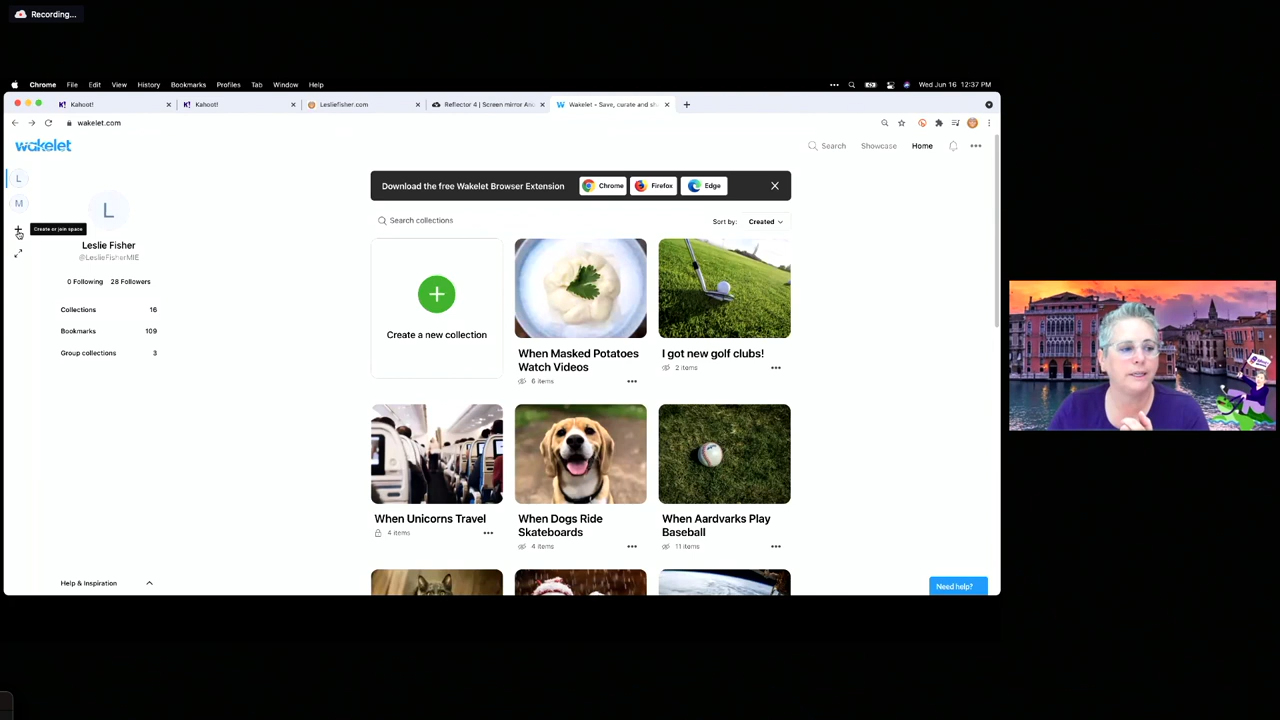 Recording...
Chrome File Edit View History Bookmarks Profiles Tab Window Help
Wed Jun 16 12:37 PM
Kahoot!
Kahoot!
Lesliefisher.com
Reflector 4 | Screen mirror
Wakelet - Save, curate and sh
wakelet.com
wakelet
Search
Showcase
Home
L
M
Create or join space
L
Leslie Fisher
@LeslieFisherMIE
0 Following 28 Followers
Collections 16
Bookmarks 109
Group collections 3
Download the free Wakelet Browser Extension
Chrome
Firefox
Edge
Search collections
Sort by: Created
Create a new collection
When Masked Potatoes
Watch Videos
6 items
I got new golf clubs!
2 items
When Unicorns Travel
4 items
When Dogs Ride
Skateboards
4 items
When Aardvarks Play
Baseball
11 items
Help & Inspiration
Need help?